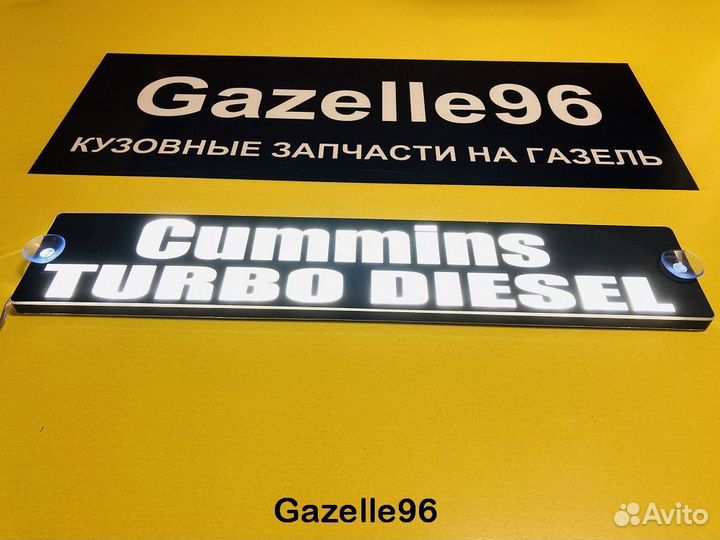 Gazelle96
КУЗОВНЫЕ ЗАПЧАСТИ НА ГАЗЕЛЬ
Cummins
TURBO DIESEL
Gazelle96
Avito